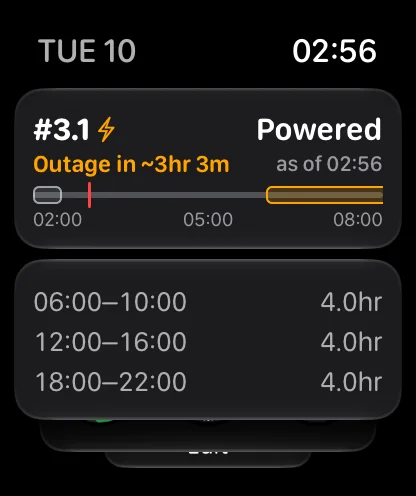 TUE 10 02:56
#3.1 Powered
Outage in ~3hr 3m as of 02:56
02:00 05:00 08:00
06:00–10:00 4.0hr
12:00–16:00 4.0hr
18:00–22:00 4.0hr